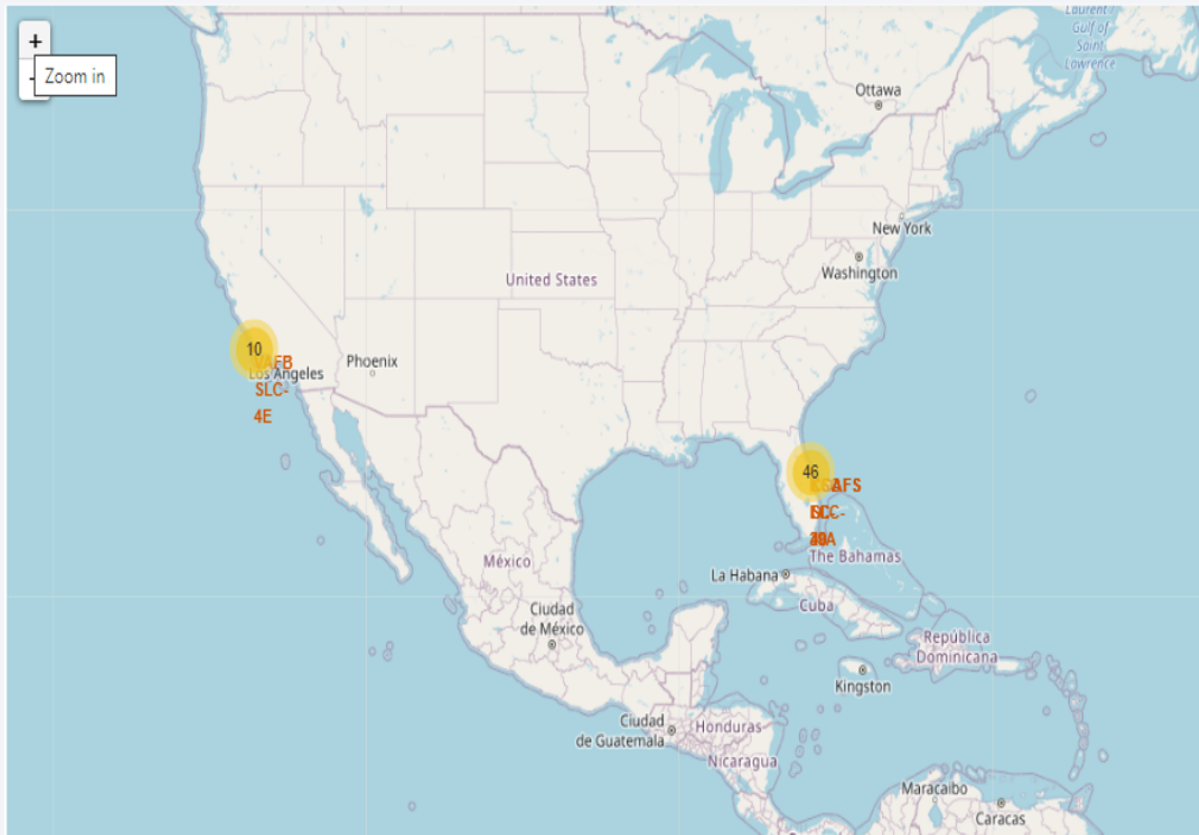 +
Zoom in
-
Laurent /
Gulf of
Saint
Lawrence
Ottawa
New York
Washington
United States
10
VAFB
SLC-
4E
Los Angeles
Phoenix
46
AFS
The Bahamas
México
La Habana
Cuba
Ciudad
de México
República
Dominicana
Kingston
Ciudad
de Guatemala
Honduras
Nicaragua
Maracaibo
Caracas